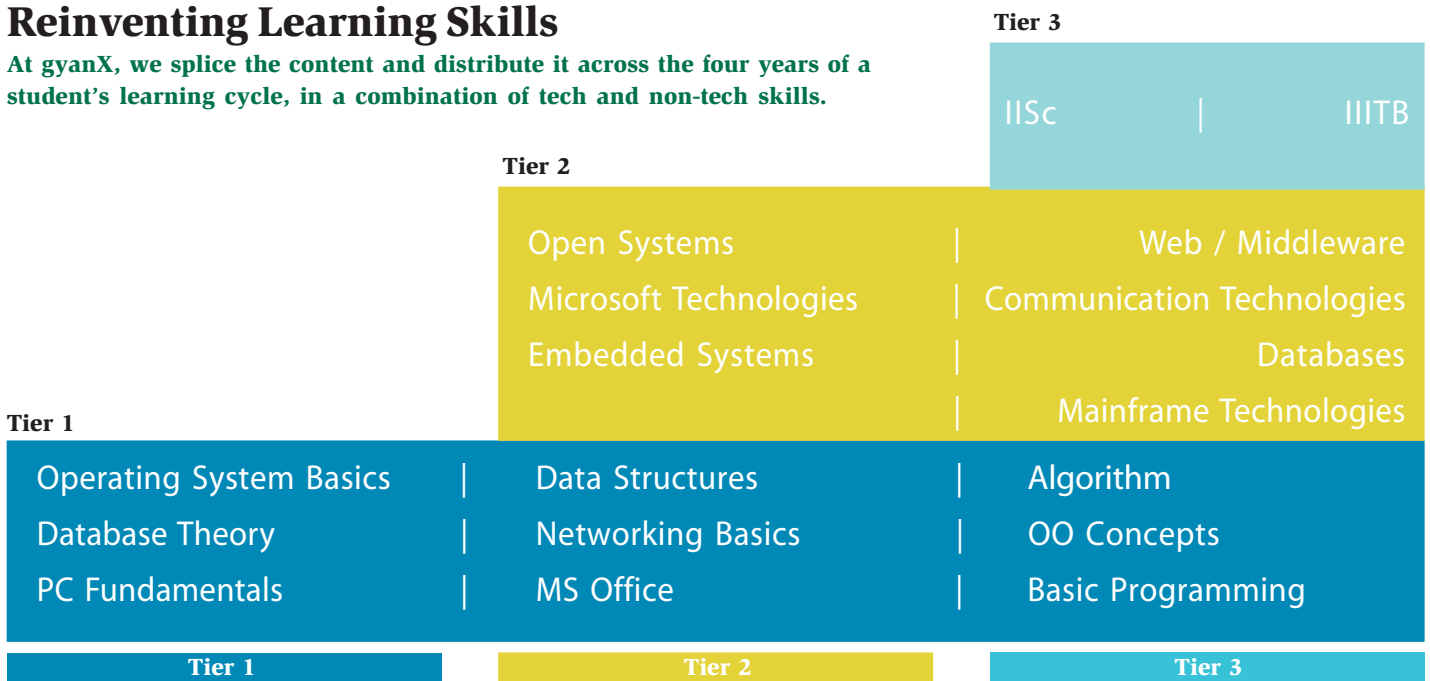 Reinventing Learning Skills
At gyanX, we splice the content and distribute it across the four years of a
student's learning cycle, in a combination of tech and non-tech skills.
Tier 3
IISc | IIITB
Tier 2
Open Systems | Web / Middleware
Microsoft Technologies | Communication Technologies
Embedded Systems | Databases
| Mainframe Technologies
Tier 1
Operating System Basics | Data Structures | Algorithm
Database Theory | Networking Basics | OO Concepts
PC Fundamentals | MS Office | Basic Programming
Tier 1 Tier 2 Tier 3